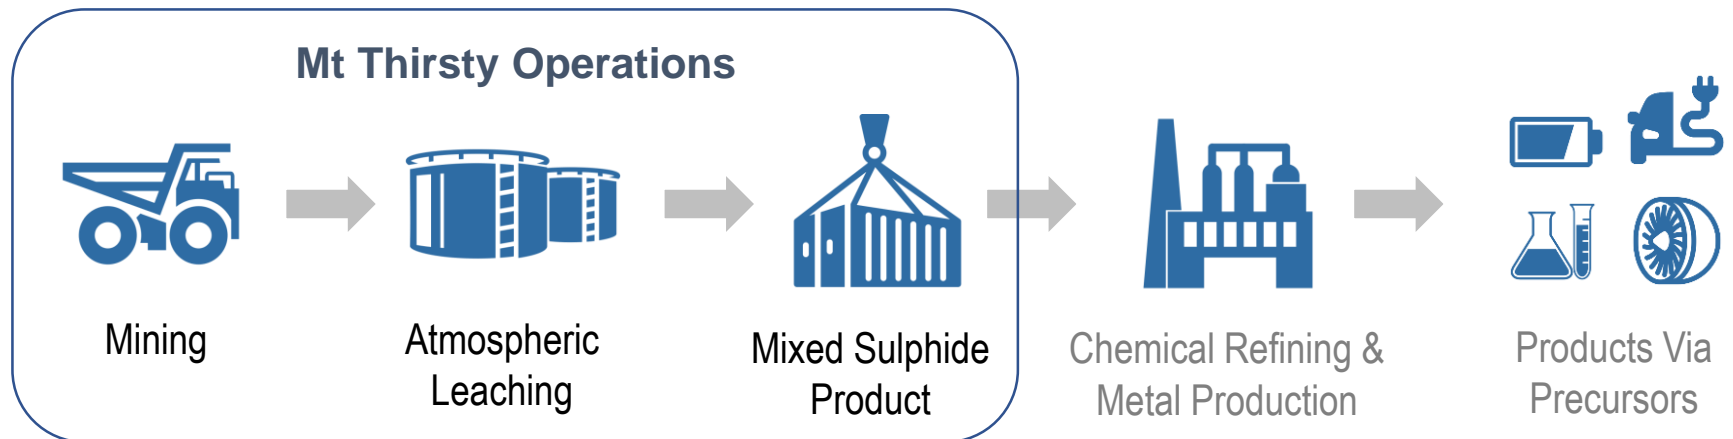 Mt Thirsty Operations
Mining
Atmospheric
Leaching
Mixed Sulphide
Product
Chemical Refining &
Metal Production
Products Via
Precursors